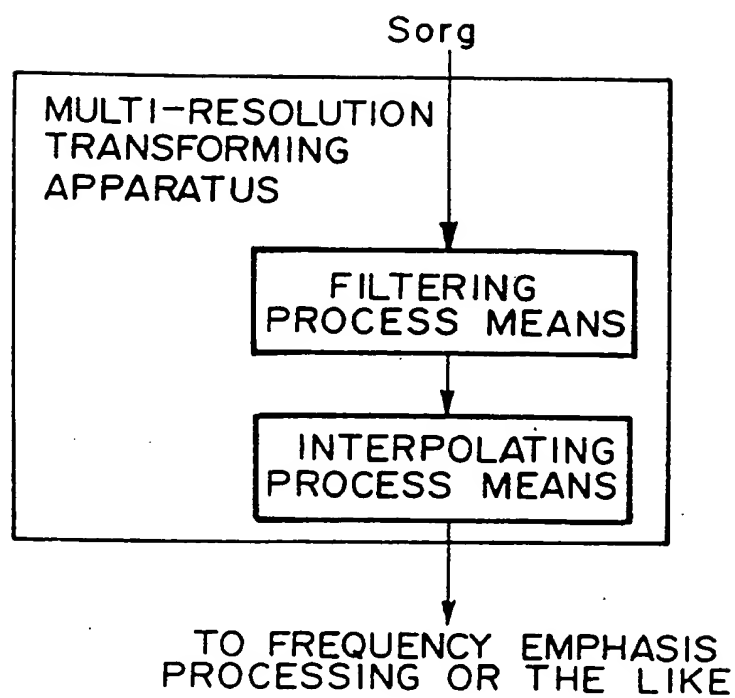 Sorg
MULTI-RESOLUTION
TRANSFORMING
APPARATUS
FILTERING
PROCESS MEANS
INTERPOLATING
PROCESS MEANS
TO FREQUENCY EMPHASIS
PROCESSING OR THE LIKE